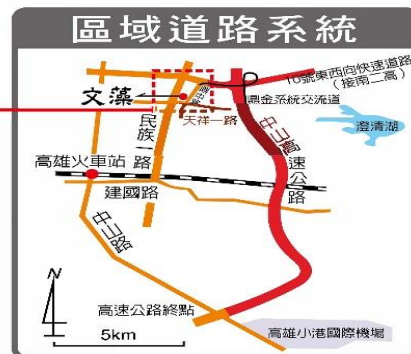 區域道路系統
10號東西向快速道路
(接南二高)
鼎金系統交流道
文藻
鼎中路
天祥一路
澄清湖
民族一路
中山高速公路
高雄火車站
建國路
中山路
N
高速公路終點
5km
高雄小港國際機場